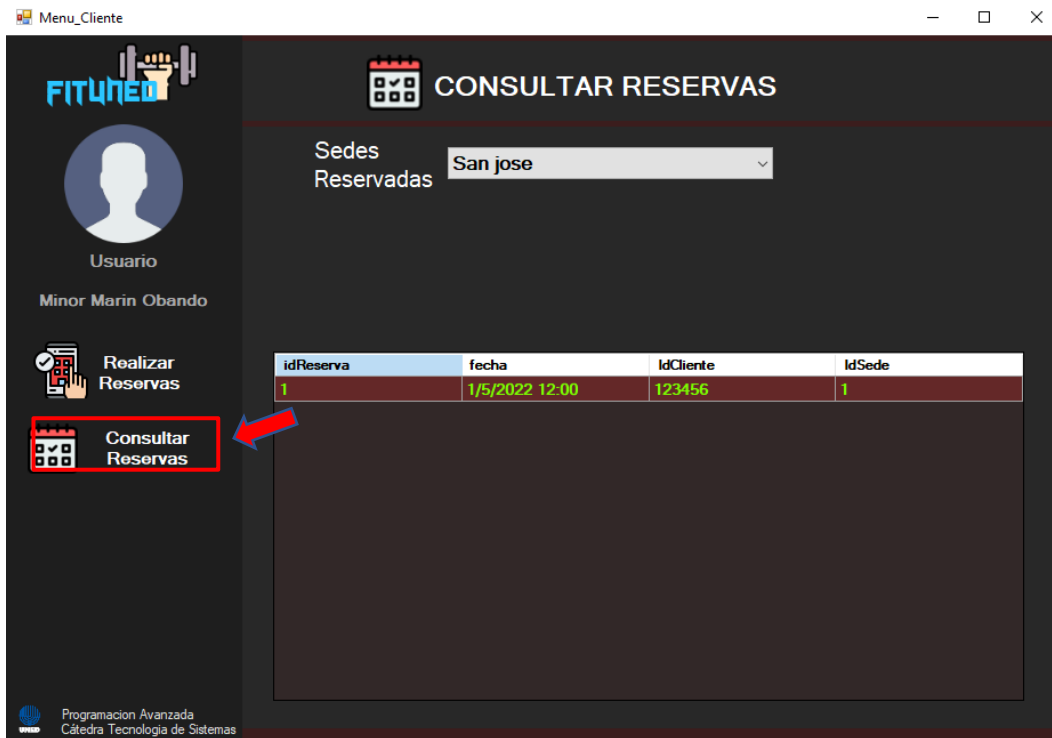 Menu_Cliente
FITUNED
CONSULTAR RESERVAS
Sedes
Reservadas
San jose
Usuario
Minor Marin Obando
Realizar
Reservas
Consultar
Reservas
idReserva fecha IdCliente IdSede
1 1/5/2022 12:00 123456 1
UNED
Programacion Avanzada
Cátedra Tecnologia de Sistemas